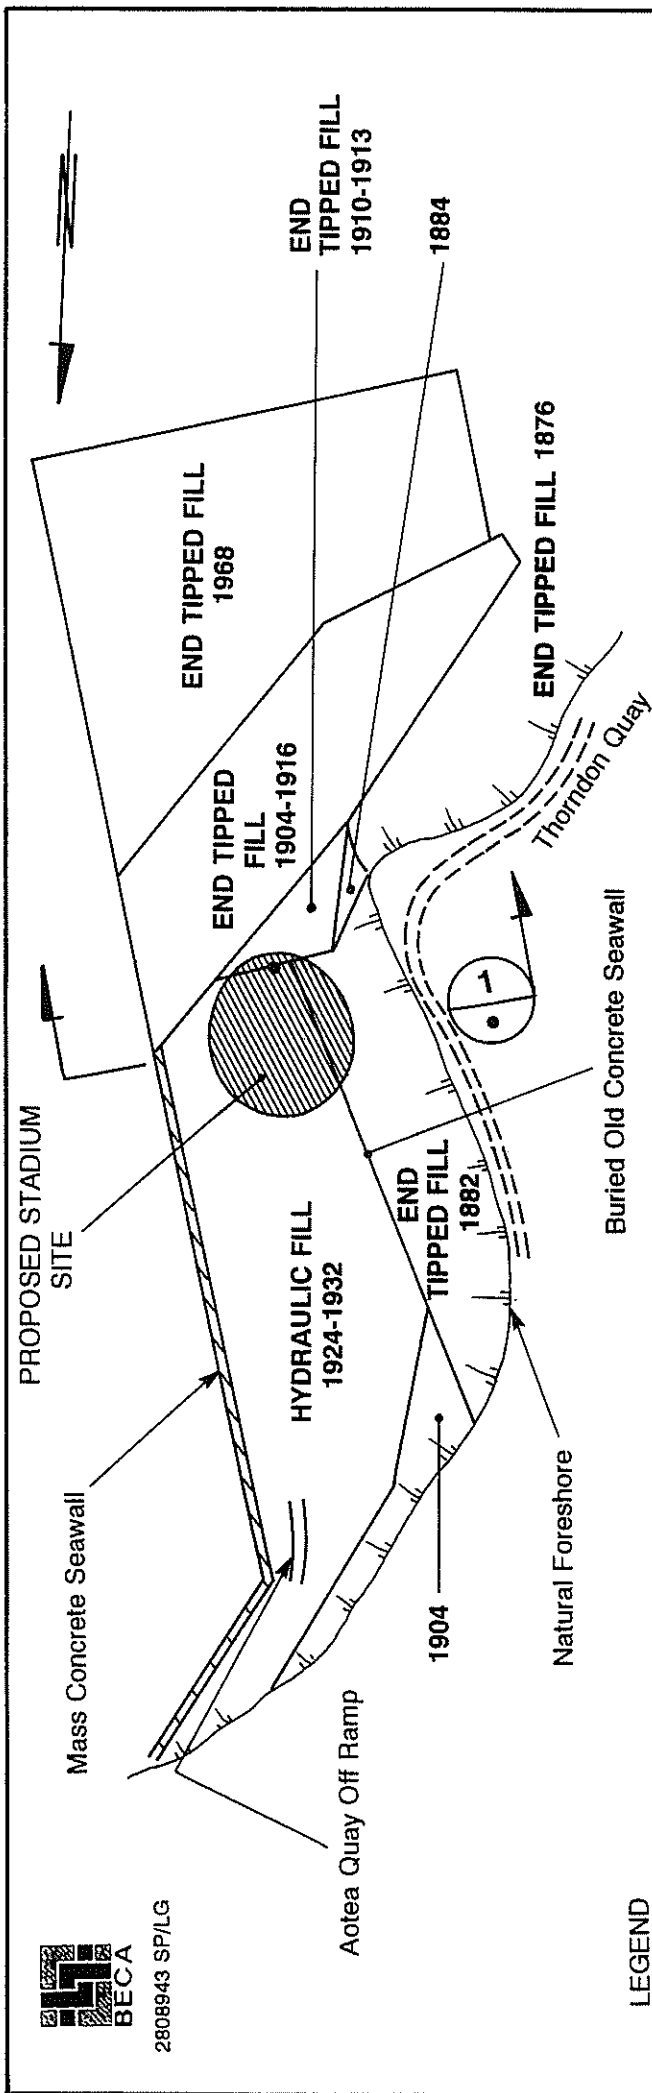 BECA
2808943 SP/LG
Mass Concrete Seawall
PROPOSED STADIUM
SITE
N
END TIPPED FILL
1968
END
TIPPED FILL
1910-1913
1884
END TIPPED
FILL
1904-1916
END TIPPED FILL 1876
Thorndon Quay
1
HYDRAULIC FILL
1924-1932
END
TIPPED FILL
1882
Aotea Quay Off Ramp
1904
Natural Foreshore
Buried Old Concrete Seawall
LEGEND